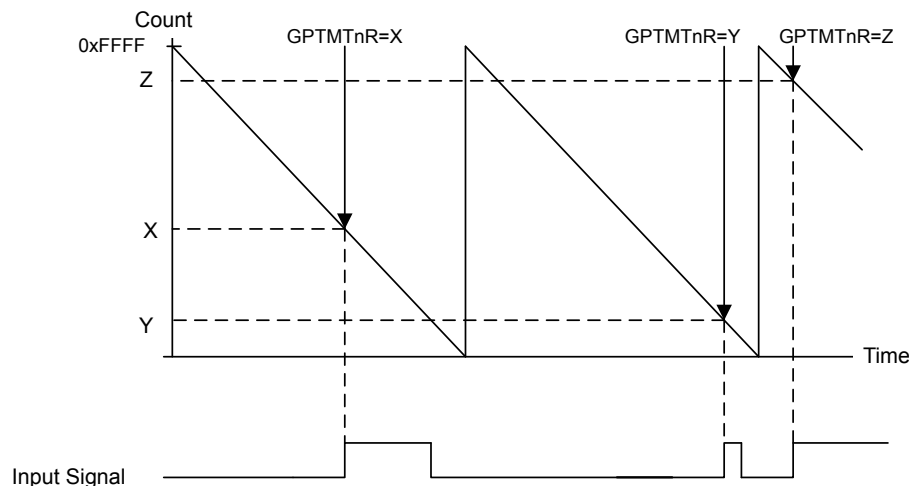 Count
0xFFFF
GPTMTnR=X
GPTMTnR=Y
GPTMTnR=Z
Z
X
Y
Time
Input Signal